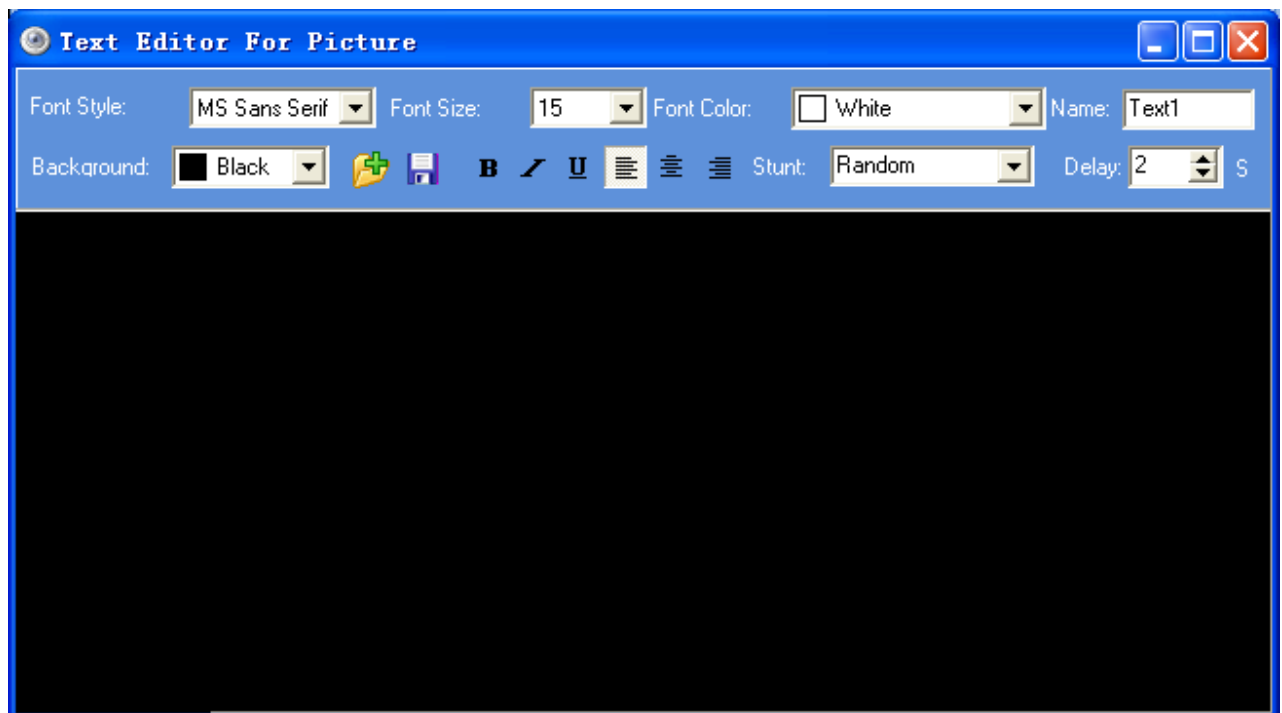 Text Editor For Picture
Font Style: MS Sans Serif Font Size: 15 Font Color: White Name: Text1
Background: Black B I U Stunt: Random Delay: 2 S